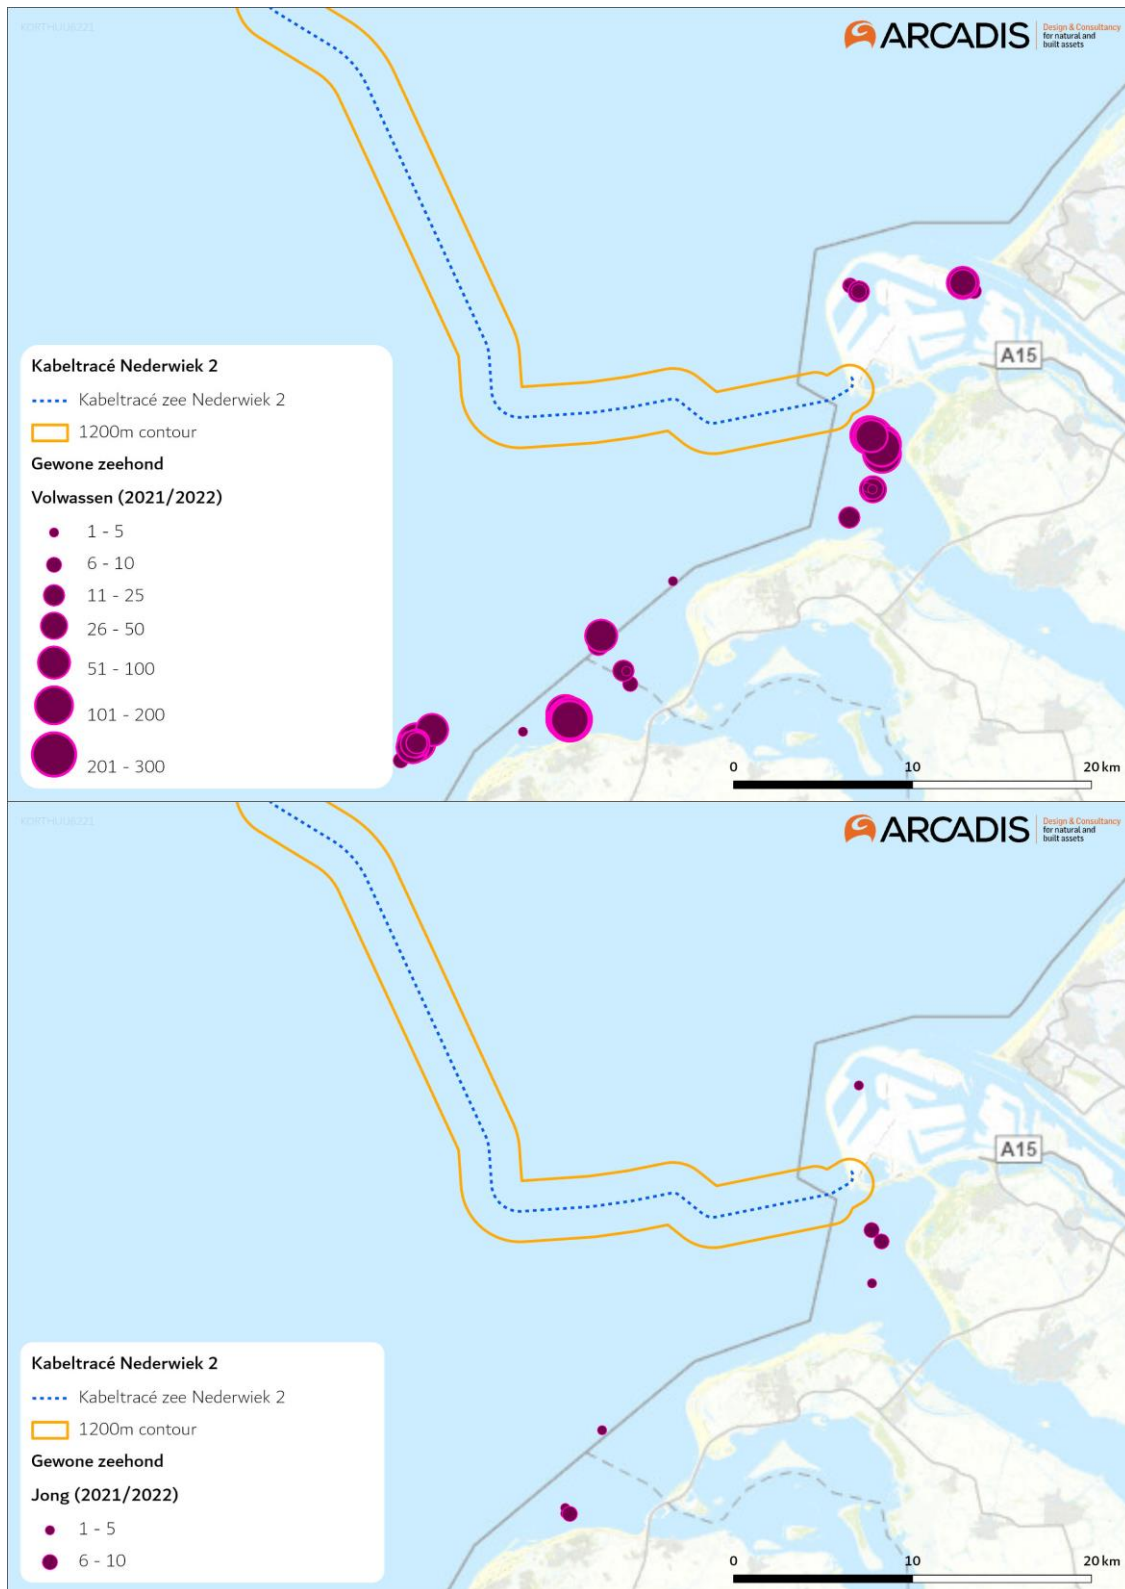 KORTHUU6221
ARCADIS
Design & Consultancy
for natural and
built assets
A15
Kabeltracé Nederwiek 2
Kabeltracé zee Nederwiek 2
1200m contour
Gewone zeehond
Volwassen (2021/2022)
1 - 5
6 - 10
11 - 25
26 - 50
51 - 100
101 - 200
201 - 300
0
10
20 km
KORTHUU6221
ARCADIS
Design & Consultancy
for natural and
built assets
A15
Kabeltracé Nederwiek 2
Kabeltracé zee Nederwiek 2
1200m contour
Gewone zeehond
Jong (2021/2022)
1 - 5
6 - 10
0
10
20 km